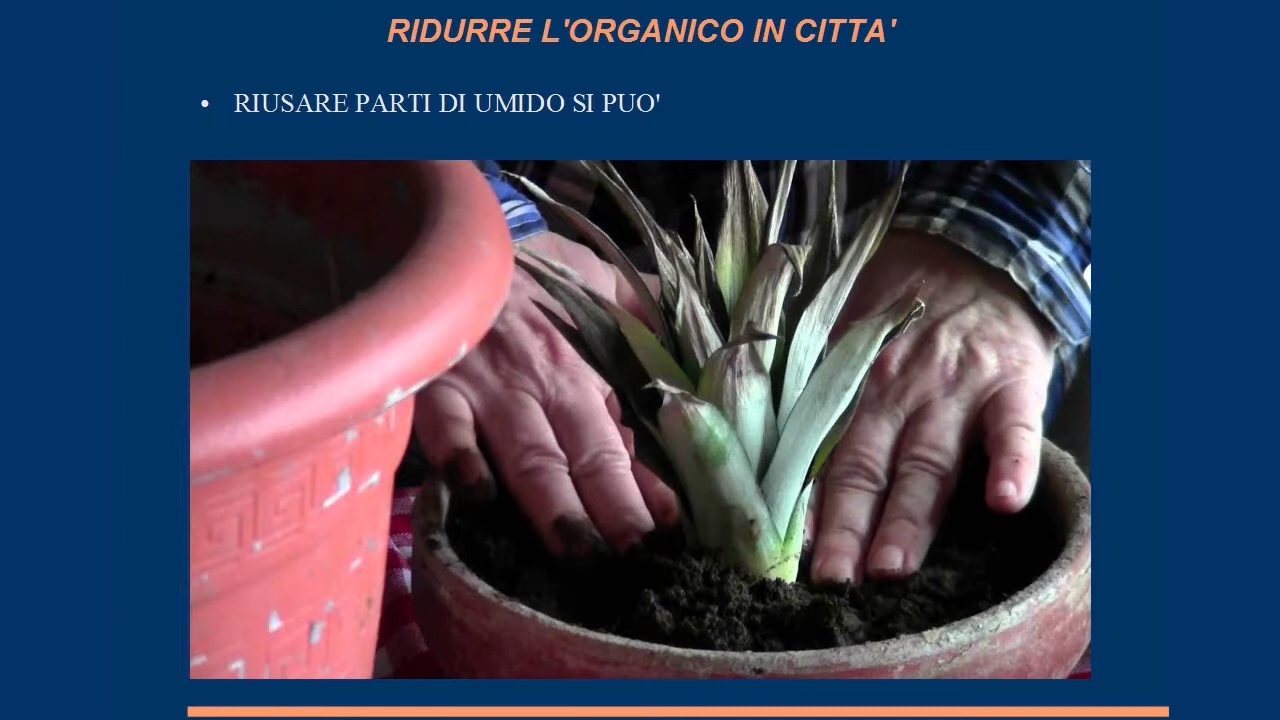 RIDURRE L'ORGANICO IN CITTA'
• RIUSARE PARTI DI UMIDO SI PUO'